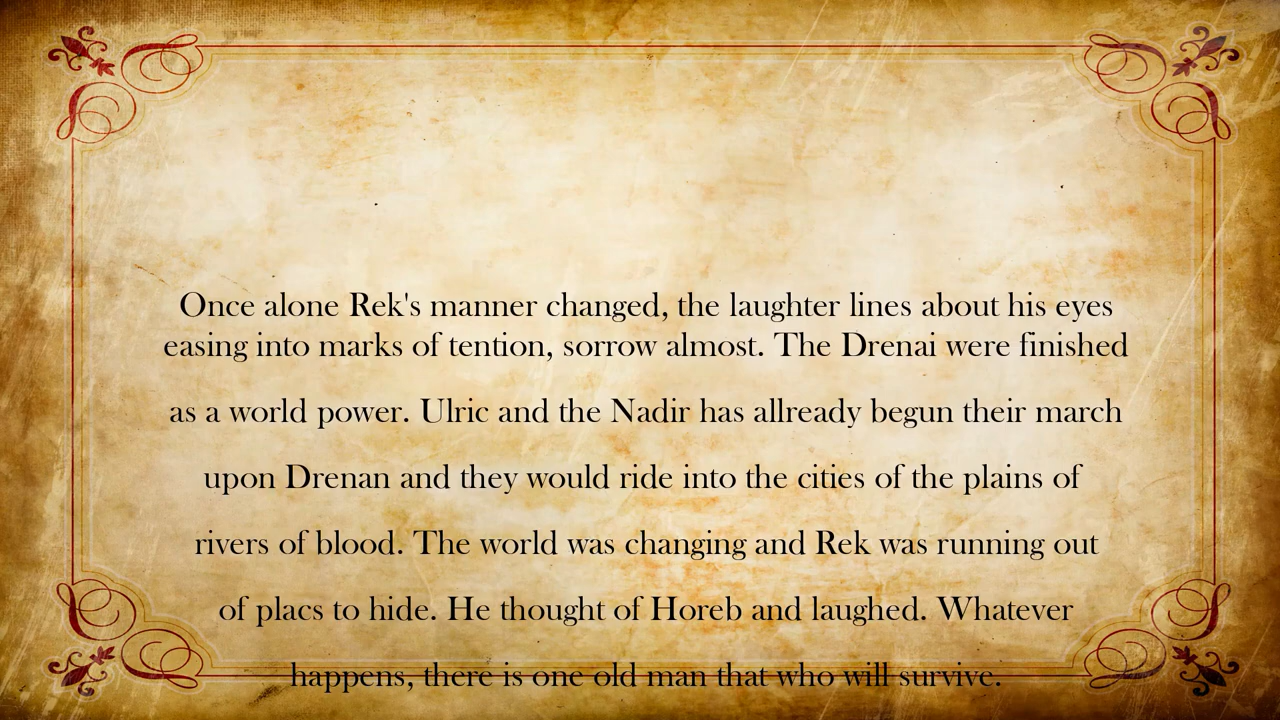 Once alone Rek's manner changed, the laughter lines about his eyes
easing into marks of tention, sorrow almost. The Drenai were finished
as a world power. Ulric and the Nadir has allready begun their march
upon Drenan and they would ride into the cities of the plains of
rivers of blood. The world was changing and Rek was running out
of placs to hide. He thought of Horeb and laughed. Whatever
happens, there is one old man that who will survive.